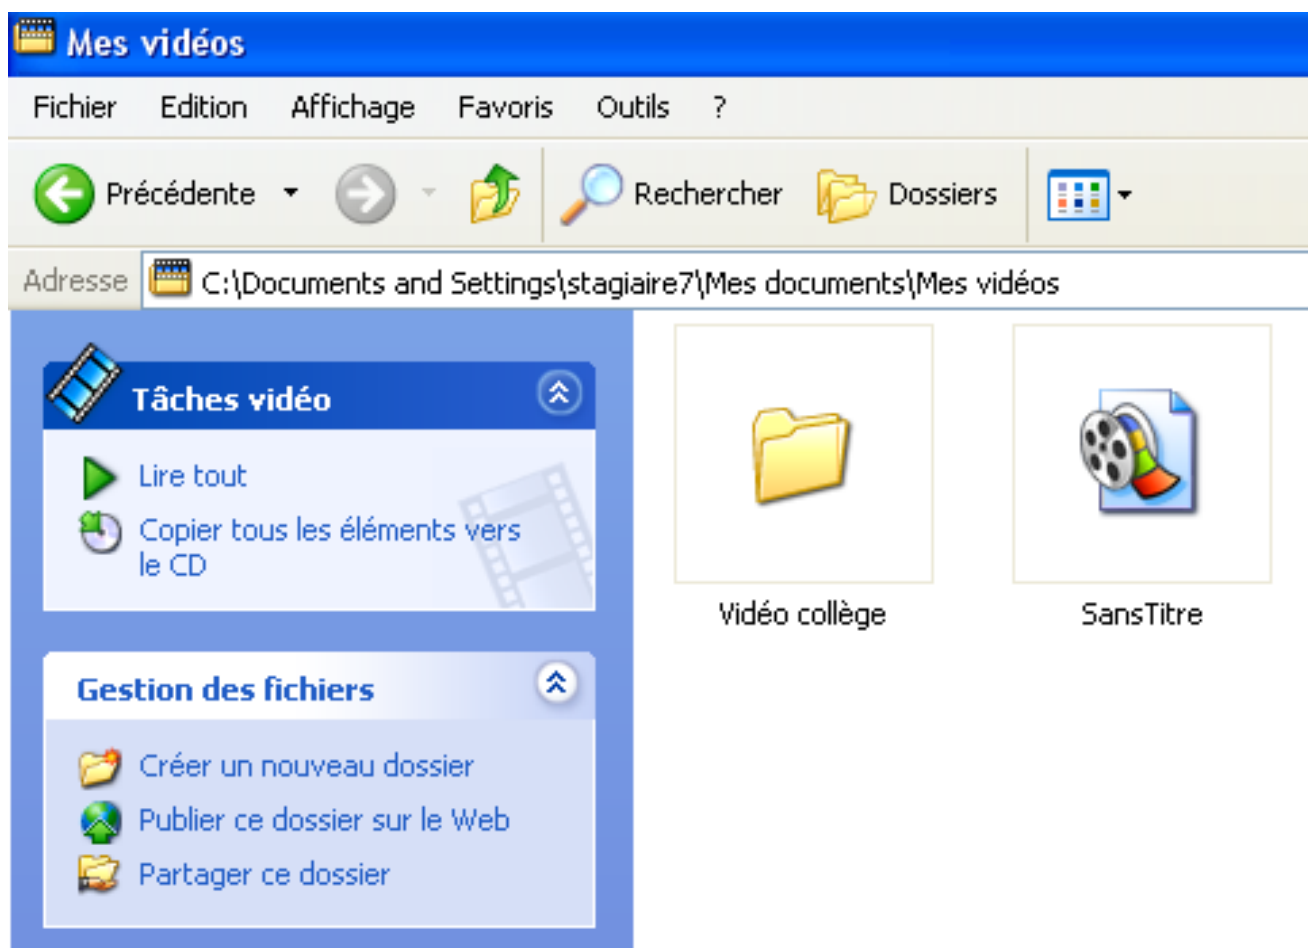 Mes vidéos
Fichier Edition Affichage Favoris Outils ?
Précédente Rechercher Dossiers
Adresse C:\Documents and Settings\stagiaire7\Mes documents\Mes vidéos
Tâches vidéo
Lire tout
Copier tous les éléments vers
le CD
Gestion des fichiers
Créer un nouveau dossier
Publier ce dossier sur le Web
Partager ce dossier
Vidéo collège SansTitre